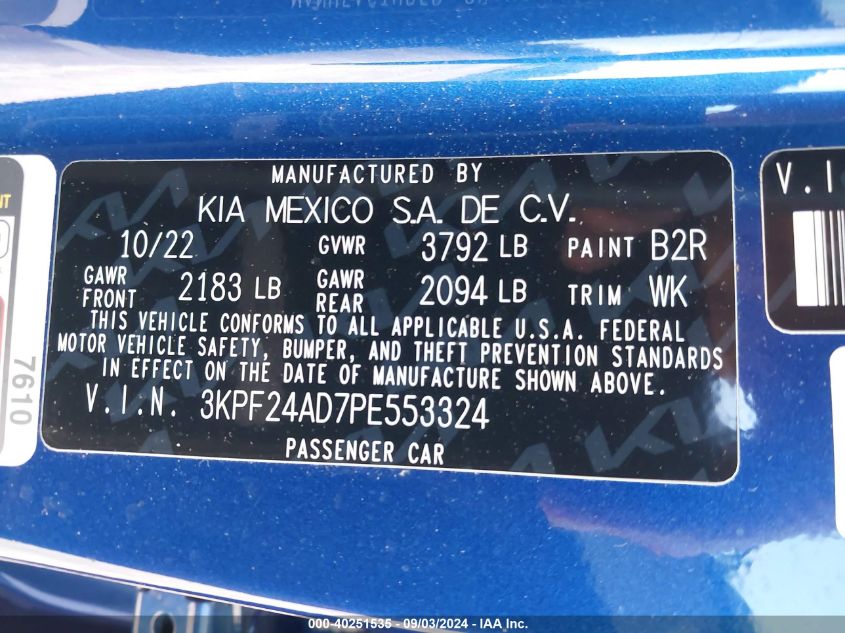 MANUFACTURED BY
KIA MEXICO S.A. DE C.V.
10/22 GVWR 3792 LB PAINT B2R
GAWR FRONT 2183 LB GAWR REAR 2094 LB TRIM WK
THIS VEHICLE CONFORMS TO ALL APPLICABLE U.S.A. FEDERAL
MOTOR VEHICLE SAFETY, BUMPER, AND THEFT PREVENTION STANDARDS
IN EFFECT ON THE DATE OF MANUFACTURE SHOWN ABOVE.
V.I.N. 3KPF24AD7PE553324
PASSENGER CAR
7610
V.I
000-40251535 - 09/03/2024 - IAA Inc.